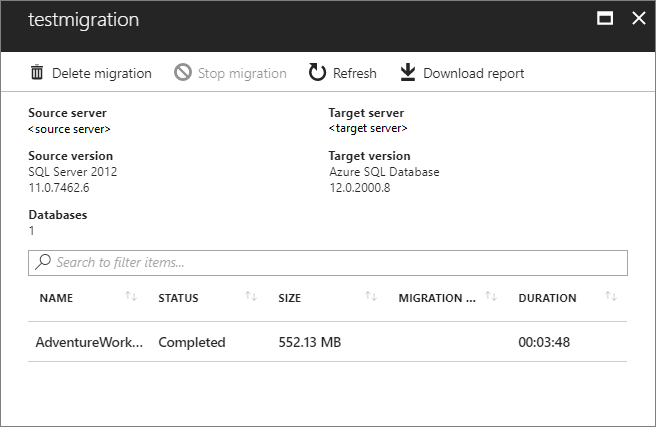 testmigration
Delete migration Stop migration Refresh Download report
Source server Target server
<source server> <target server>
Source version Target version
SQL Server 2012 Azure SQL Database
11.0.7462.6 12.0.2000.8
Databases
1
Search to filter items...
NAME STATUS SIZE MIGRATION ... DURATION
AdventureWork... Completed 552.13 MB 00:03:48